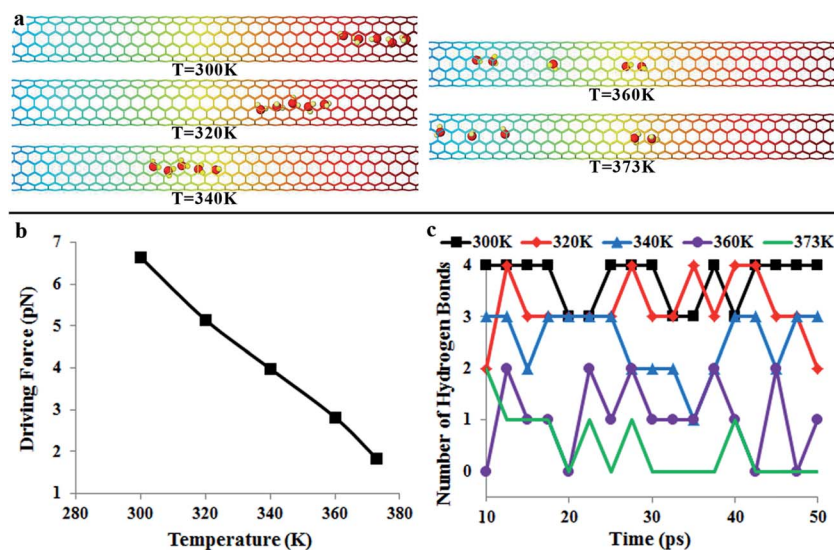 a
T=300K
T=320K
T=340K
T=360K
T=373K
b
Driving Force (pN)
7
6
5
4
3
2
1
280 300 320 340 360 380
Temperature (K)
c
300K 320K 340K 360K 373K
Number of Hydrogen Bonds
4
3
2
1
0
10 20 30 40 50
Time (ps)